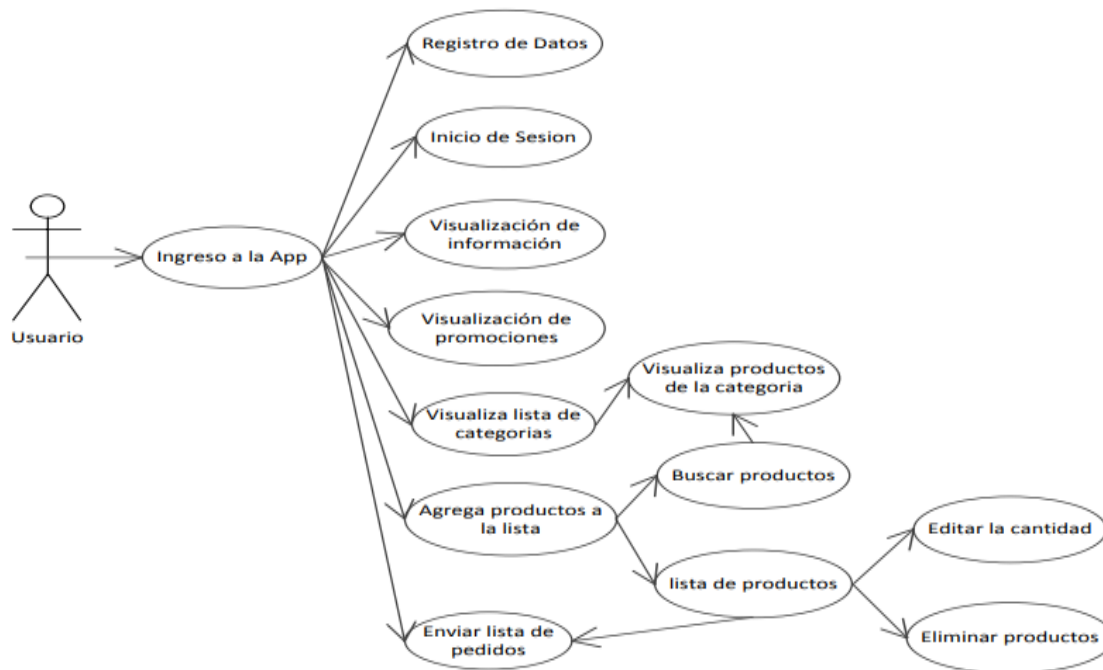 Registro de Datos
Inicio de Sesion
Visualización de
información
Ingreso a la App
Usuario
Visualización de
promociones
Visualiza productos
de la categoria
Visualiza lista de
categorias
Buscar productos
Agrega productos a
la lista
Editar la cantidad
lista de productos
Enviar lista de
pedidos
Eliminar productos